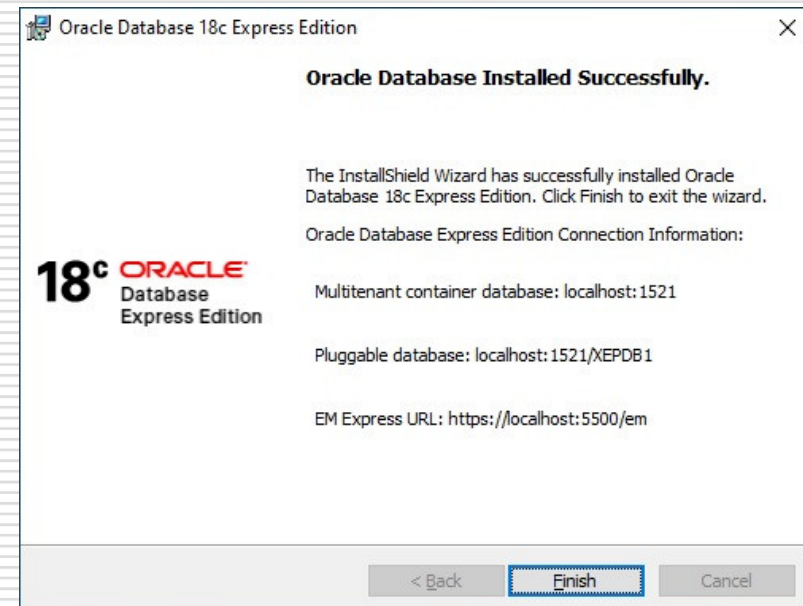 Oracle Database 18c Express Edition
Oracle Database Installed Successfully.
The InstallShield Wizard has successfully installed Oracle
Database 18c Express Edition. Click Finish to exit the wizard.
Oracle Database Express Edition Connection Information:
18c ORACLE
Database
Express Edition
Multitenant container database: localhost:1521
Pluggable database: localhost:1521/XEPDB1
EM Express URL: https://localhost:5500/em
< Back
Finish
Cancel